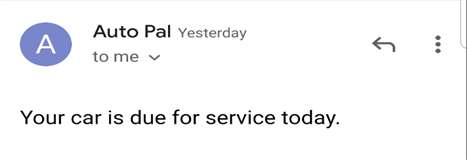 A
Auto Pal Yesterday
to me
Your car is due for service today.